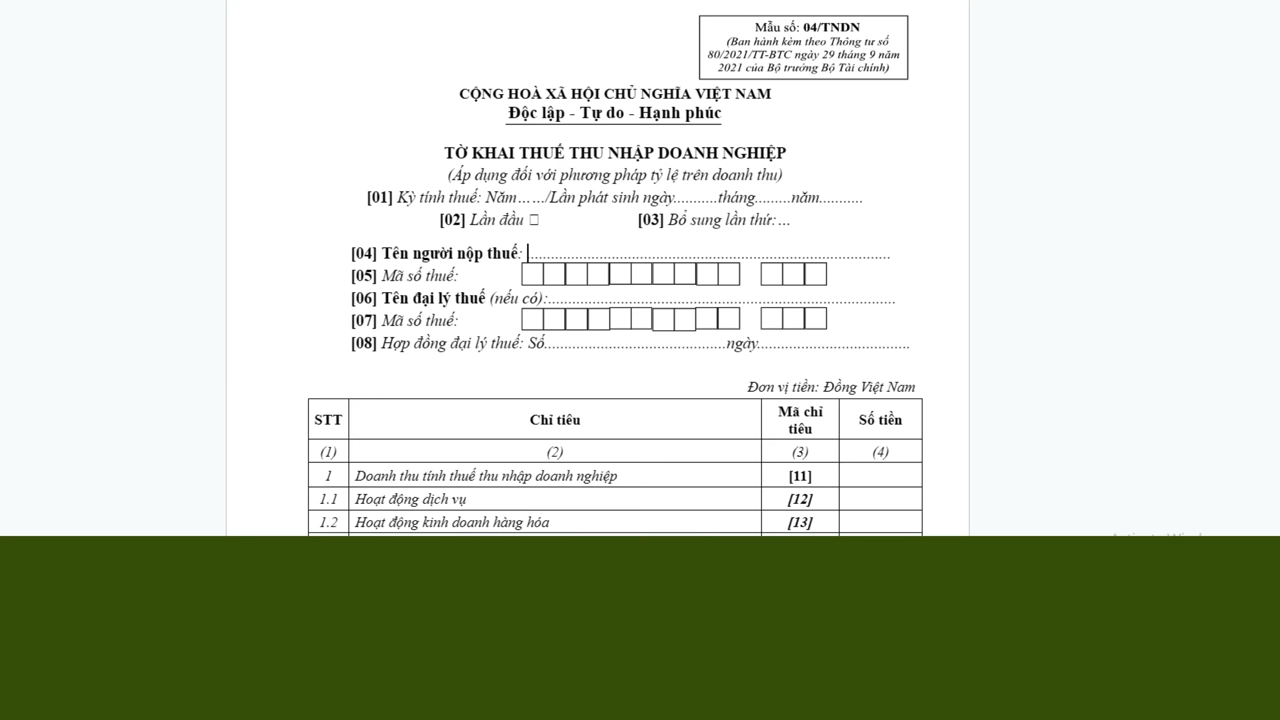 Mẫu số: 04/TNDN
(Ban hành kèm theo Thông tư số
80/2021/TT-BTC ngày 29 tháng 9 năm
2021 của Bộ trưởng Bộ Tài chính)
CỘNG HOÀ XÃ HỘI CHỦ NGHĨA VIỆT NAM
Độc lập - Tự do - Hạnh phúc
TỜ KHAI THUẾ THU NHẬP DOANH NGHIỆP
(Áp dụng đối với phương pháp tỷ lệ trên doanh thu)
[01] Kỳ tính thuế: Năm……/Lần phát sinh ngày...........tháng.........năm...........
[02] Lần đầu □ [03] Bổ sung lần thứ:…
[04] Tên người nộp thuế:..........................................................................................
[05] Mã số thuế:
[06] Tên đại lý thuế (nếu có):.....................................................................................
[07] Mã số thuế:
[08] Hợp đồng đại lý thuế: Số.............................................ngày......................................
Đơn vị tiền: Đồng Việt Nam
STT Chỉ tiêu Mã chỉ tiêu Số tiền
(1) (2) (3) (4)
1 Doanh thu tính thuế thu nhập doanh nghiệp [11]
1.1 Hoạt động dịch vụ [12]
1.2 Hoạt động kinh doanh hàng hóa [13]